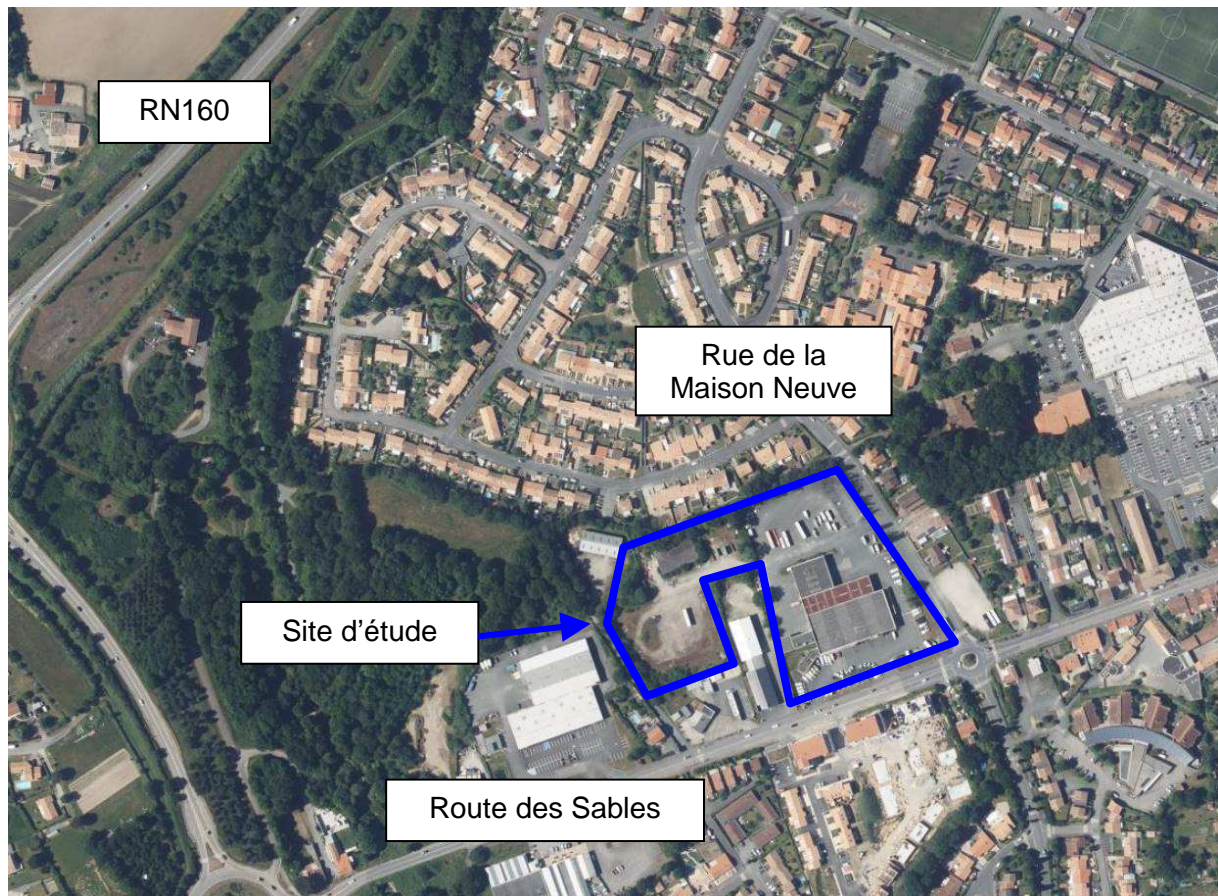 RN160
Rue de la
Maison Neuve
Site d'étude
Route des Sables